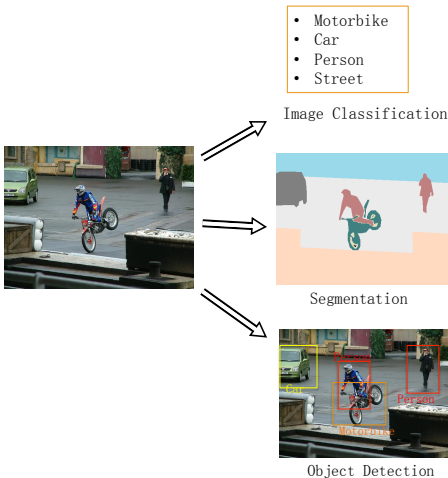 • Motorbike
• Car
• Person
• Street
Image Classification
Segmentation
Person
Car
Person
Motorbike
Object Detection